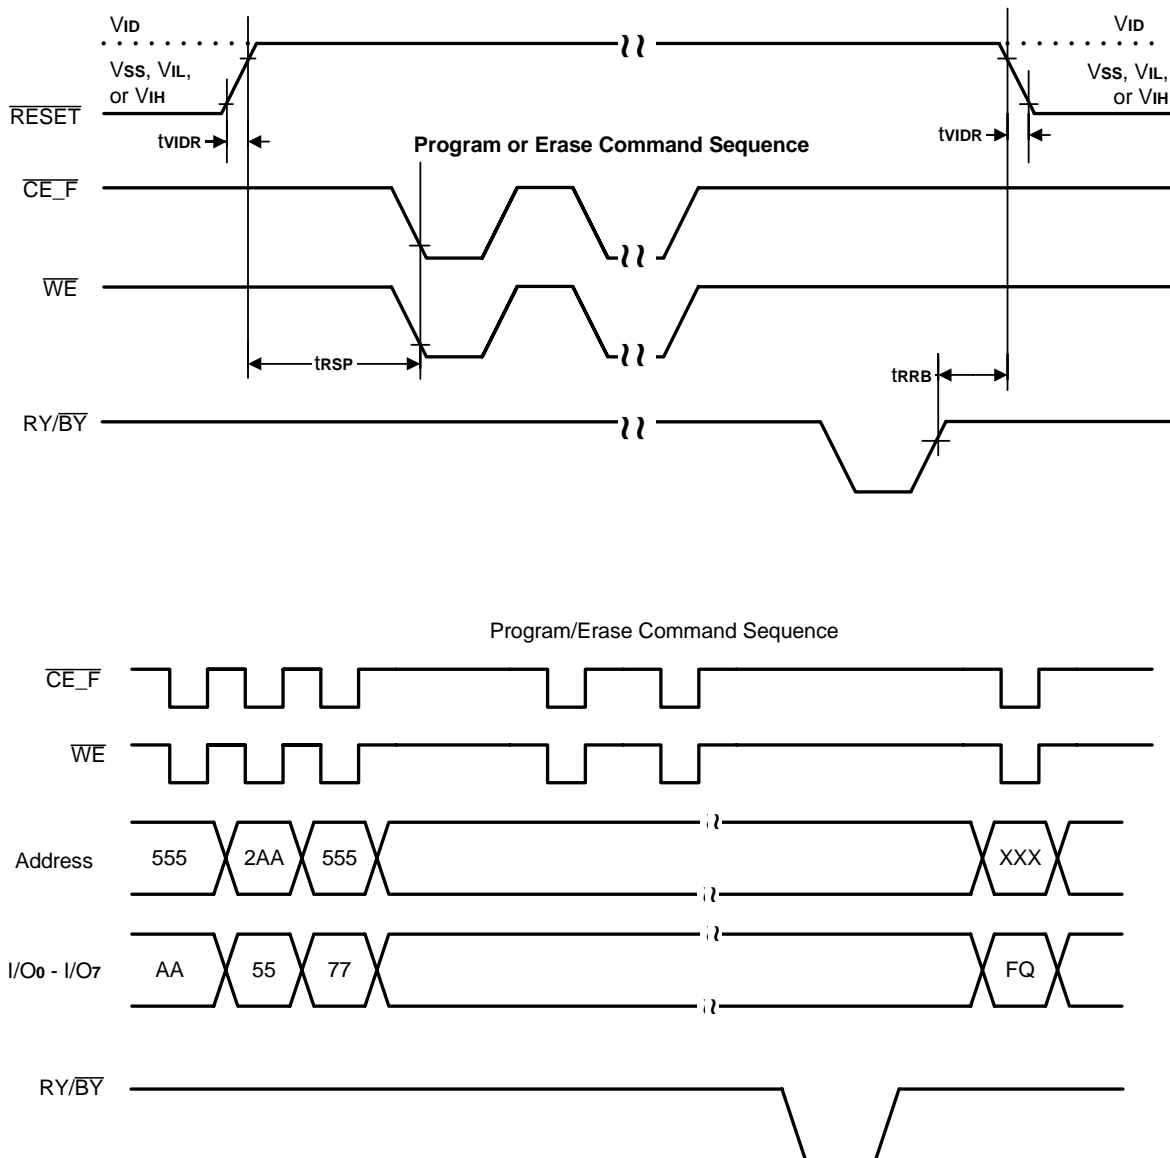 VID VID
VSS, VIL, VSS, VIL,
or VIH or VIH
RESET
tVIDR tVIDR
Program or Erase Command Sequence
CE_F
WE
tRSP
tRRB
RY/BY
Program/Erase Command Sequence
CE_F
WE
Address 555 2AA 555 XXX
I/O0 - I/O7 AA 55 77 FQ
RY/BY